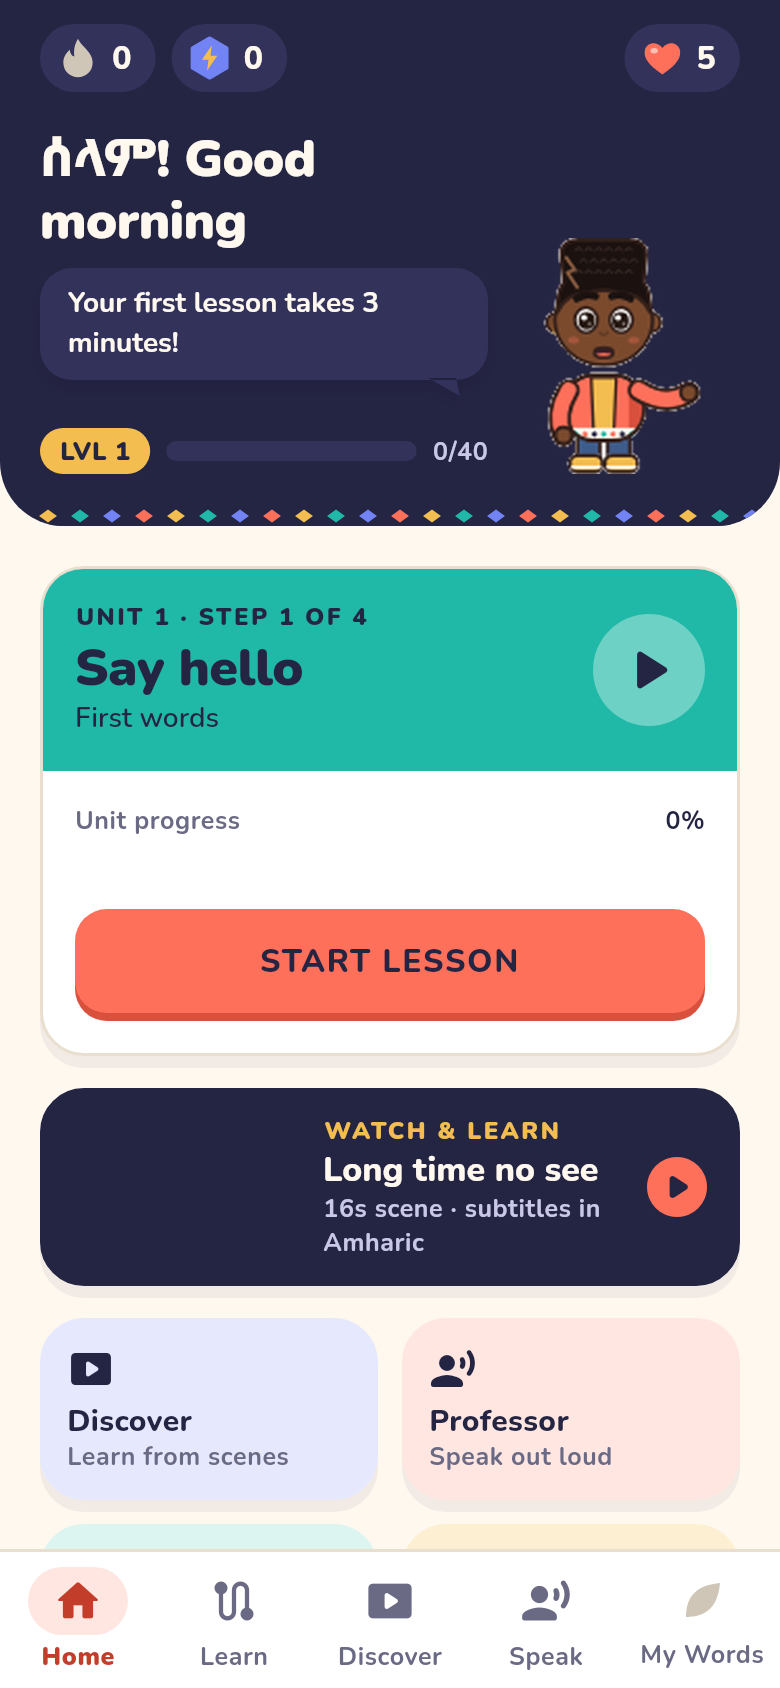 0
0
5
ሰላም! Good
morning
Your first lesson takes 3
minutes!
LVL 1
0/40
UNIT 1 · STEP 1 OF 4
Say hello
First words
Unit progress
0%
START LESSON
WATCH & LEARN
Long time no see
16s scene · subtitles in
Amharic
Discover
Learn from scenes
Professor
Speak out loud
Home
Learn
Discover
Speak
My Words